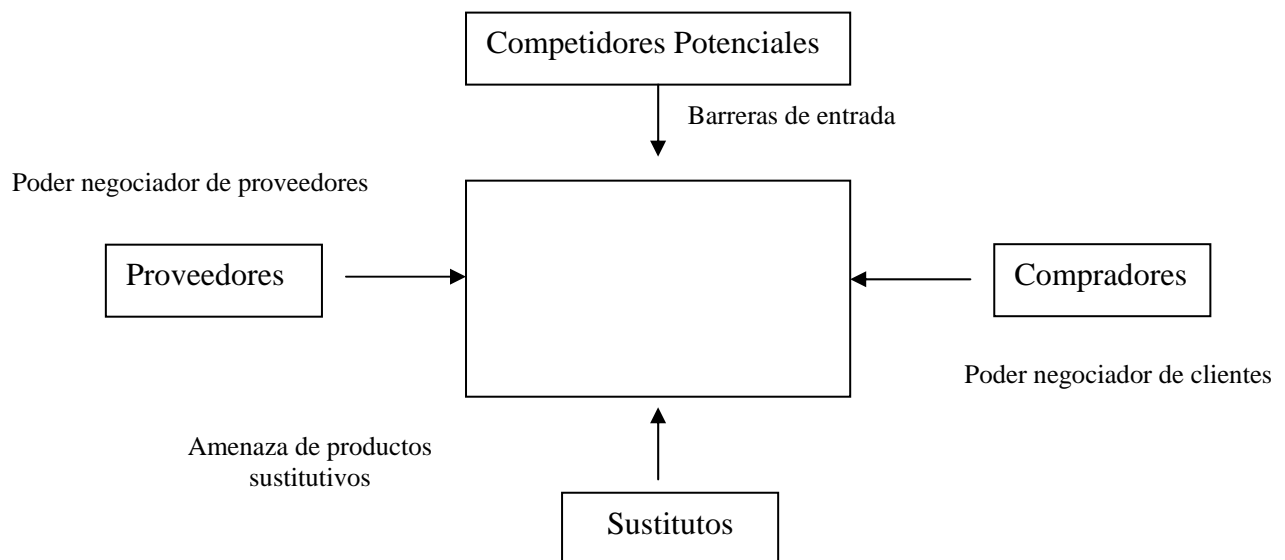 Competidores Potenciales
Barreras de entrada
Poder negociador de proveedores
Proveedores
Compradores
Poder negociador de clientes
Amenaza de productos
sustitutivos
Sustitutos